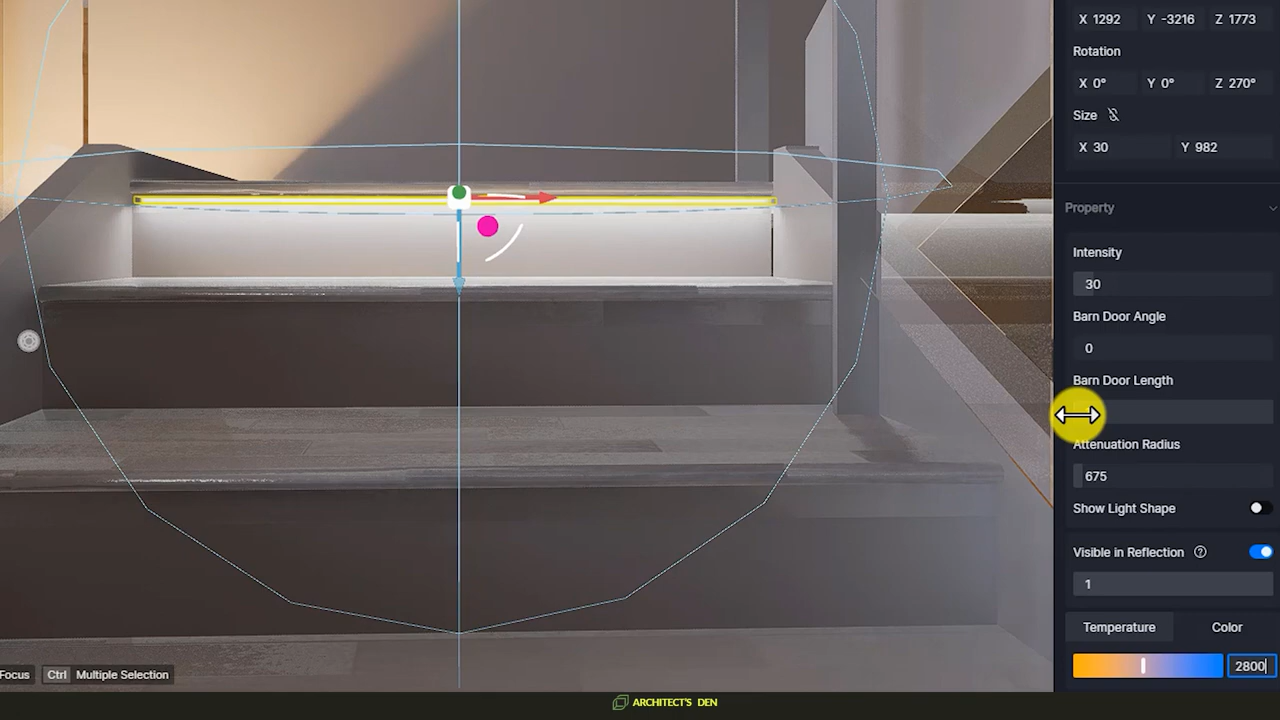 X 1292 Y -3216 Z 1773
Rotation
X 0° Y 0° Z 270°
Size
X 30 Y 982
Property
Intensity
30
Barn Door Angle
0
Barn Door Length
Attenuation Radius
675
Show Light Shape
Visible in Reflection ?
1
Temperature Color
2800
Focus Ctrl Multiple Selection
ARCHITECT'S DEN